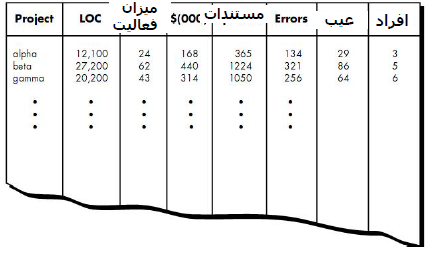 Project LOC میزان فعالیت $(000 مستندات Errors عیب افراد
alpha 12,100 24 168 365 134 29 3
beta 27,200 62 440 1224 321 86 5
gamma 20,200 43 314 1050 256 64 6